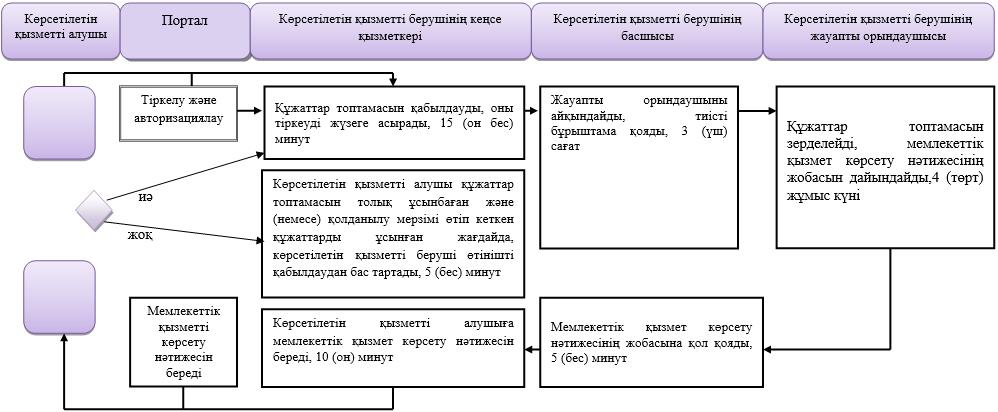 Көрсетілетін
қызметті алушы
Портал
Көрсетілетін қызметті берушінің кеңсе
қызметкері
Көрсетілетін қызметті берушінің
басшысы
Көрсетілетін қызметті берушінің
жауапты орындаушысы
Тіркелу және
авторизациялау
Құжаттар топтамасын қабылдауды, оны
тіркеуді жүзеге асырады, 15 (он бес)
минут
Жауапты орындаушыны
айқындайды, тиісті
бұрыштама қояды, 3 (үш)
сағат
Құжаттар топтамасын
зерделейді, мемлекеттік
қызмет көрсету нәтижесінің
жобасын дайындайды,4 (төрт)
жұмыс күні
иә
жоқ
Көрсетілетін қызметті алушы құжаттар
топтамасын толық ұсынбаған және
(немесе) қолданылу мерзімі өтіп кеткен
құжаттарды ұсынған жағдайда,
көрсетілетін қызметті беруші өтінішті
қабылдаудан бас тартады, 5 (бес) минут
Мемлекеттік
қызметті
көрсету
нәтижесін
береді
Көрсетілетін қызметті алушыға
мемлекеттік қызмет көрсету нәтижесін
береді, 10 (он) минут
Мемлекеттік қызмет көрсету
нәтижесінің жобасына қол қояды,
5 (бес) минут